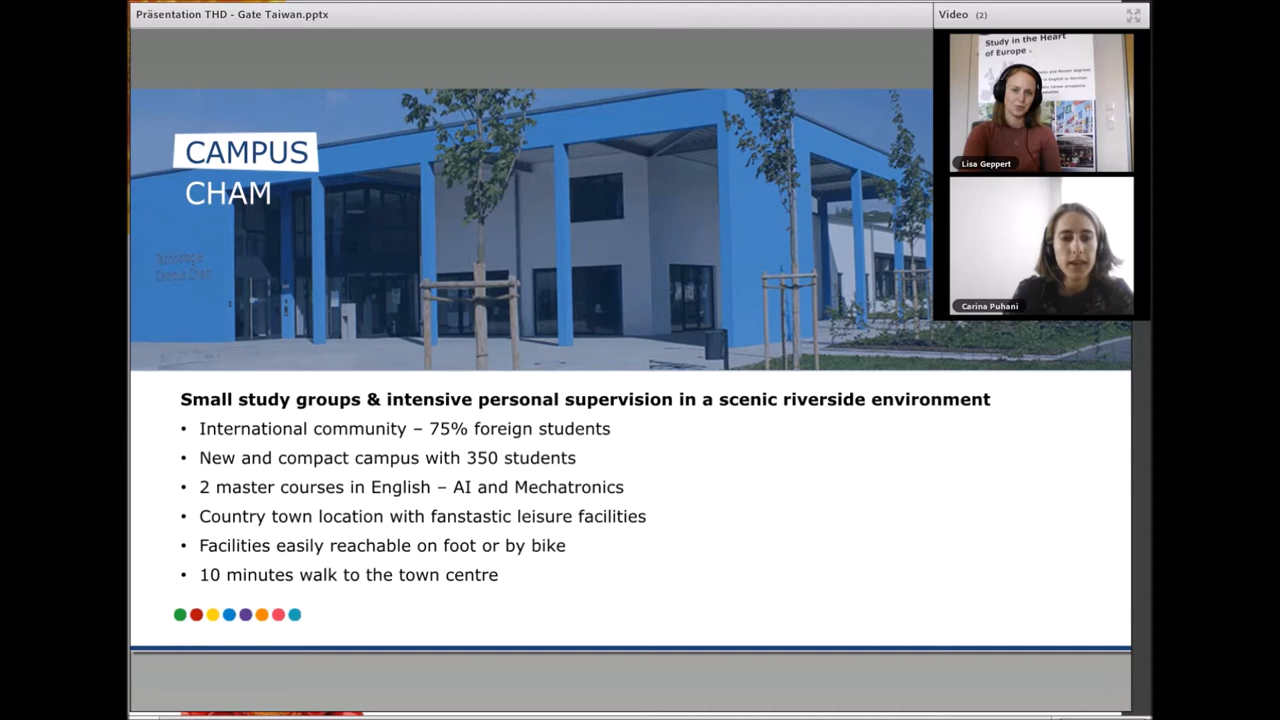 Präsentation THD - Gate Taiwan.pptx
Video (2)
Study in the Heart
of Europe .
Lisa Geppert
Carina Puhani
CAMPUS
CHAM
Technologie
Campus Cham
Small study groups & intensive personal supervision in a scenic riverside environment
• International community – 75% foreign students
• New and compact campus with 350 students
• 2 master courses in English – AI and Mechatronics
• Country town location with fanstastic leisure facilities
• Facilities easily reachable on foot or by bike
• 10 minutes walk to the town centre